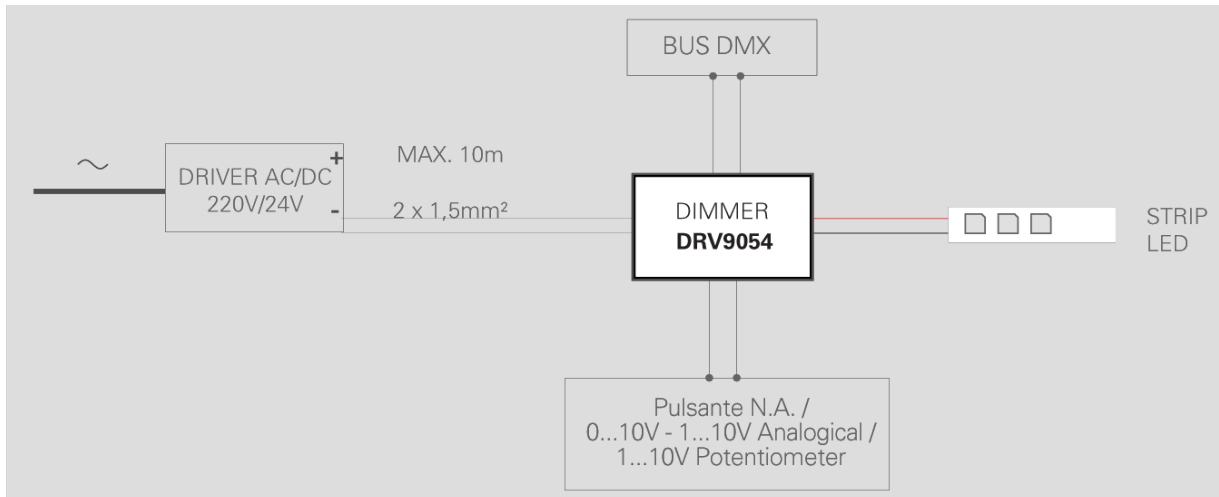 BUS DMX
~
DRIVER AC/DC
220V/24V
+
-
MAX. 10m
2 x 1,5mm²
DIMMER
DRV9054
STRIP
LED
Pulsante N.A. /
0...10V - 1...10V Analogical /
1...10V Potentiometer